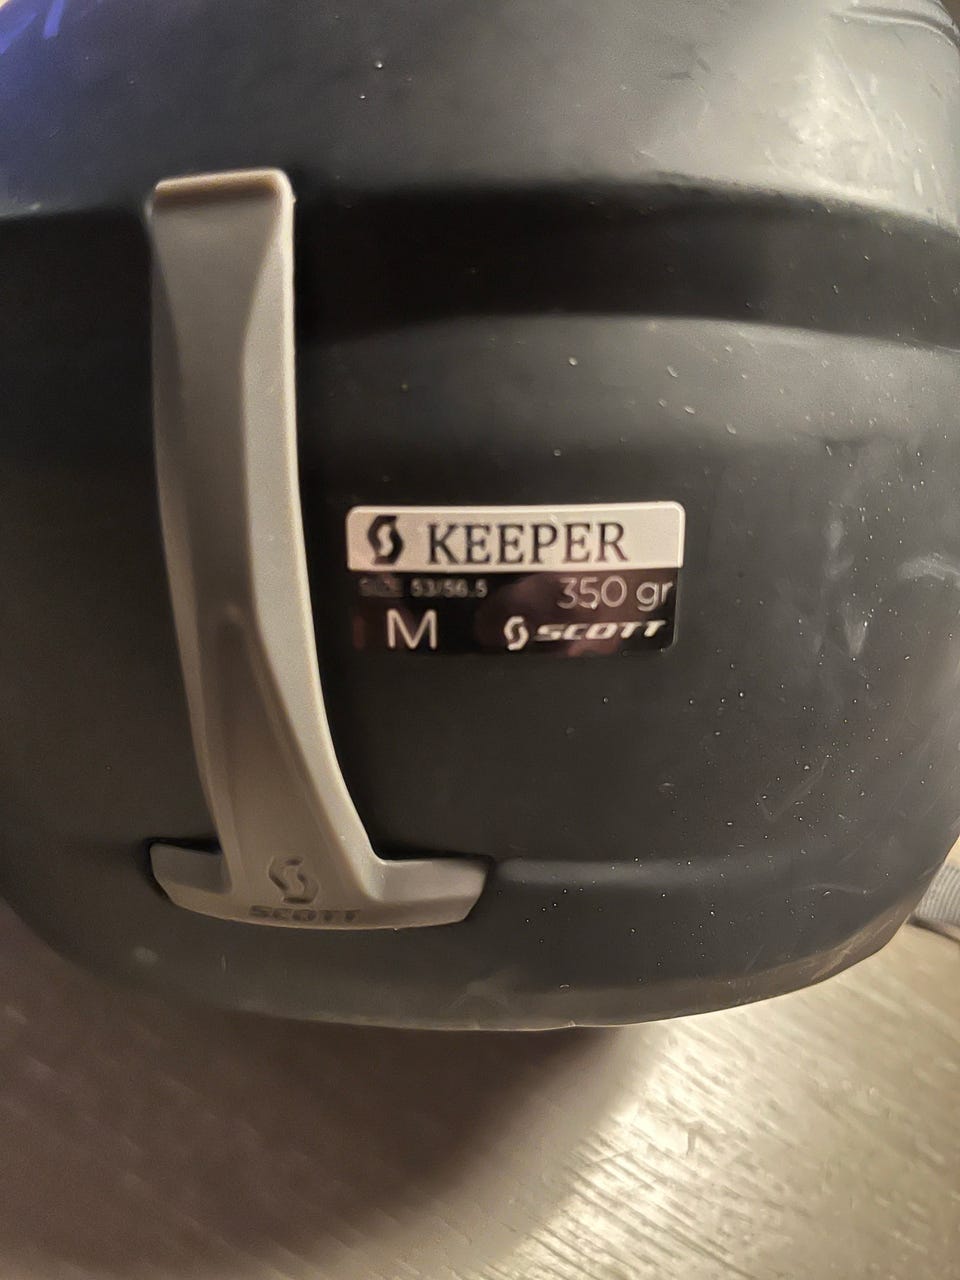 KEEPER
SIZE 53/56.5
350 gr
M
SCOTT
SCOTT